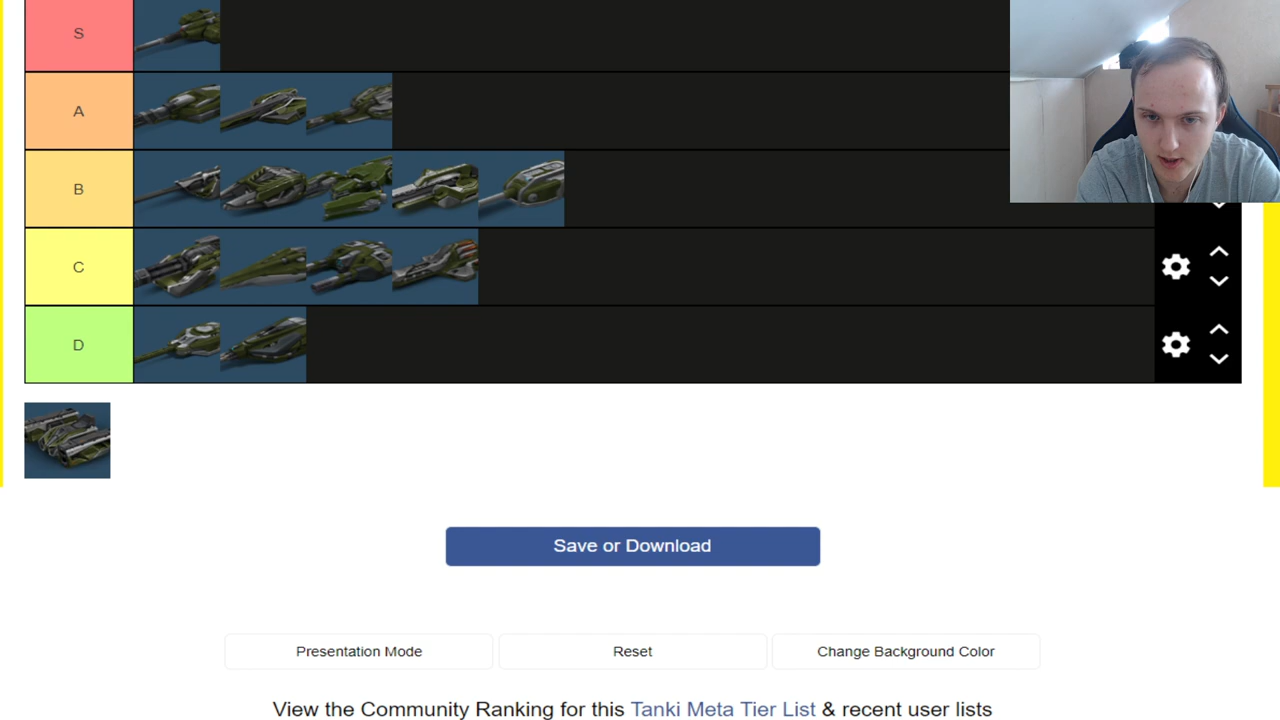 S
A
B
C
D
Save or Download
Presentation Mode
Reset
Change Background Color
View the Community Ranking for this Tanki Meta Tier List & recent user lists